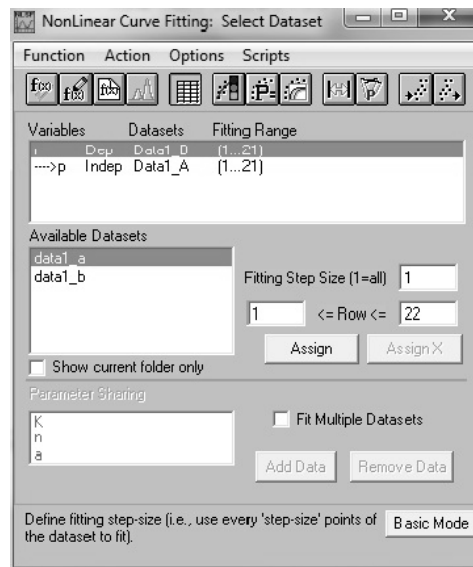 NonLinear Curve Fitting: Select Dataset
Function Action Options Scripts
Variables Datasets Fitting Range
Dep (1...21)
---->p Indep Data1_A (1...21)
Available Datasets
data1_a
data1_b
Fitting Step Size (1=all) 1
1 <= Row <= 22
Assign Assign X
Show current folder only
Parameter Sharing
K
n
a
Fit Multiple Datasets
Add Data Remove Data
Define fitting step-size (i.e., use every 'step-size' points of
the dataset to fit).
Basic Mode